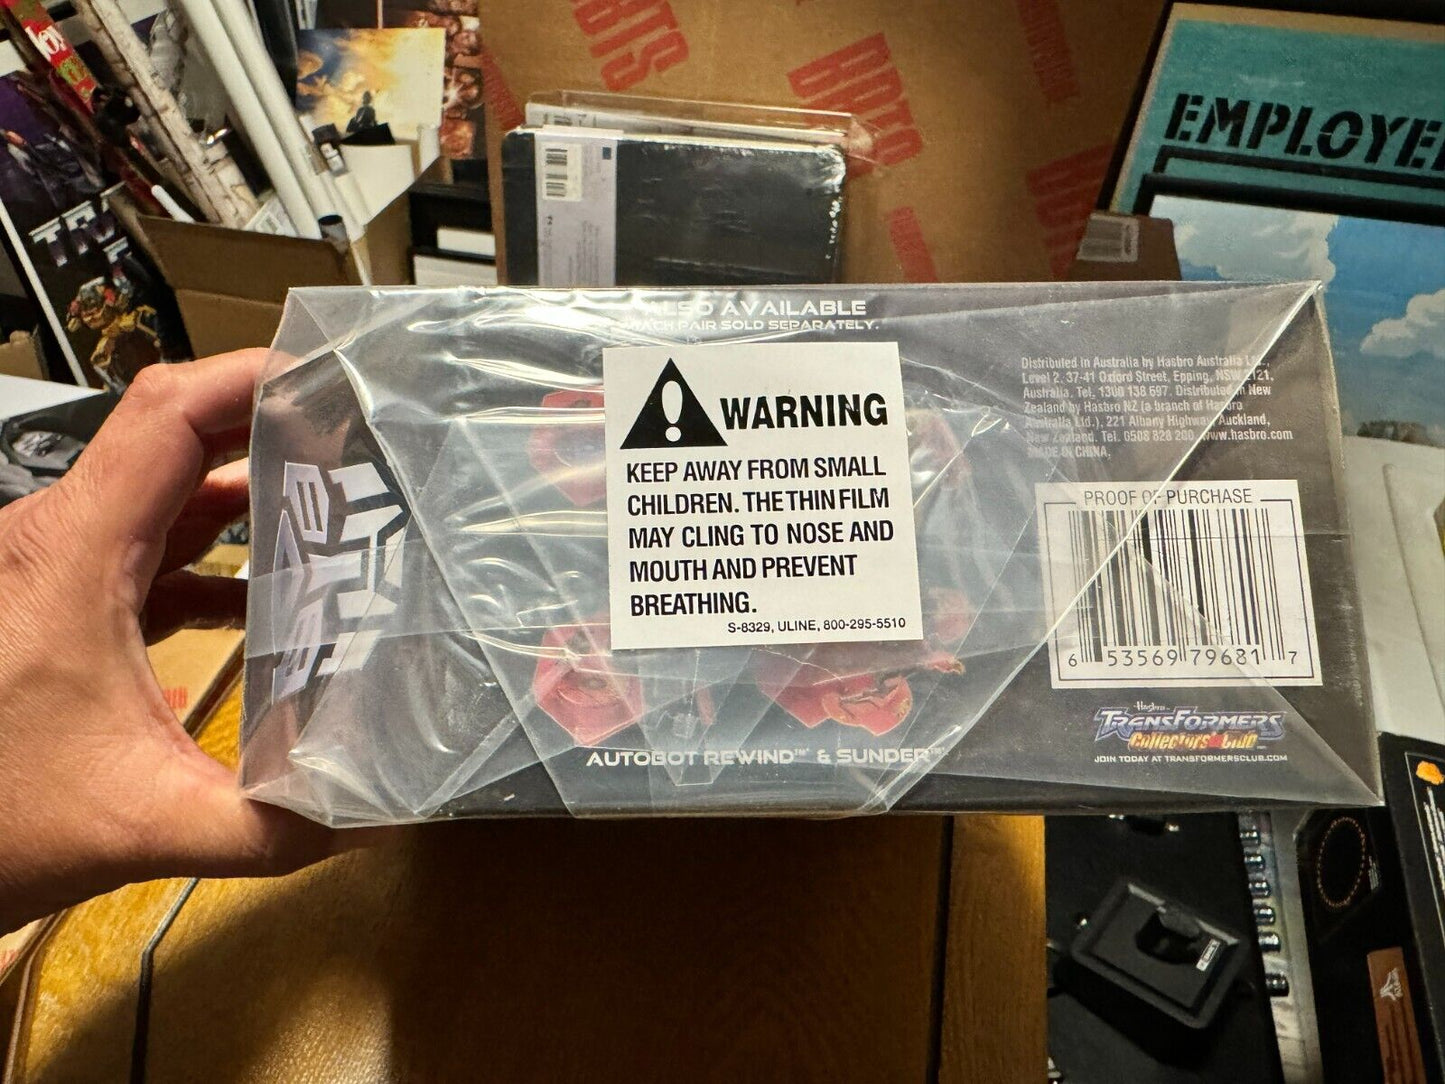 BBTS
BBTS
EMPLOYE
ALSO AVAILABLE
EACH PAIR SOLD SEPARATELY.
WARNING
KEEP AWAY FROM SMALL
CHILDREN. THE THIN FILM
MAY CLING TO NOSE AND
MOUTH AND PREVENT
BREATHING.
S-8329, ULINE, 800-295-5510
AUTOBOT REWIND™ & SUNDER™
Distributed in Australia by Hasbro Australia Ltd.,
Level 2, 37-41 Oxford Street, Epping, NSW 2121,
Australia. Tel. 1300 138 697. Distributed in New
Zealand by Hasbro NZ (a branch of Hasbro
Australia Ltd.), 221 Albany Highway, Auckland,
New Zealand. Tel. 0508 828 200. www.hasbro.com
MADE IN CHINA.
PROOF OF PURCHASE
6 53569 79681 7
Hasbro
TRANSFORMERS
Collectors Club
JOIN TODAY AT TRANSFORMERSCLUB.COM